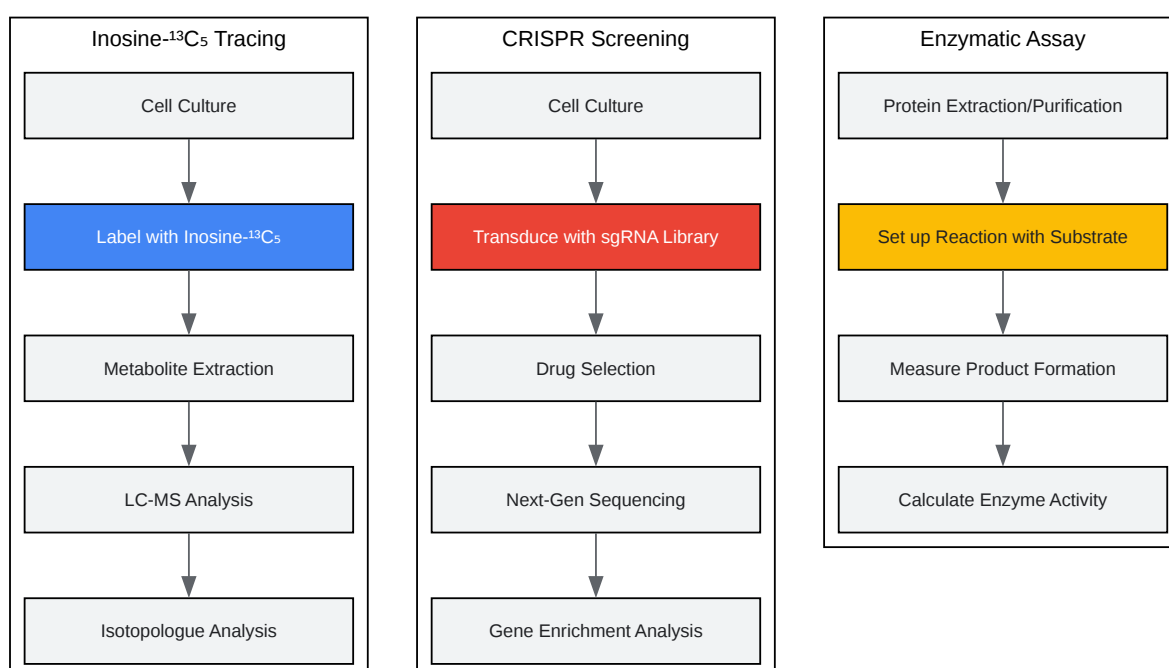 Inosine-¹³C₅ Tracing
Cell Culture
Label with Inosine-¹³C₅
Metabolite Extraction
LC-MS Analysis
Isotopologue Analysis
CRISPR Screening
Cell Culture
Transduce with sgRNA Library
Drug Selection
Next-Gen Sequencing
Gene Enrichment Analysis
Enzymatic Assay
Protein Extraction/Purification
Set up Reaction with Substrate
Measure Product Formation
Calculate Enzyme Activity